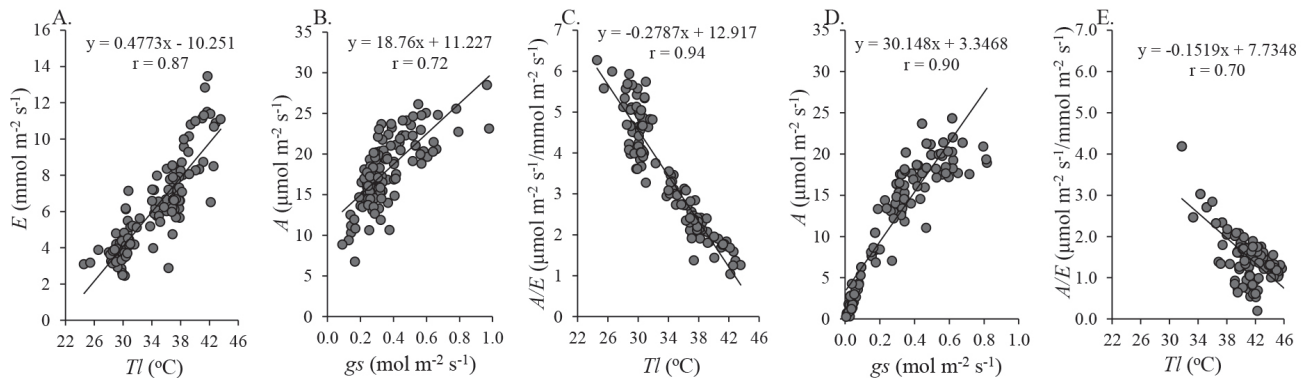 A.
y = 0.4773x - 10.251
r = 0.87
E (mmol m-2 s-1)
16
14
12
10
8
6
4
2
0
22 26 30 34 38 42 46
Tl (ºC)
B.
y = 18.76x + 11.227
r = 0.72
A (µmol m-2 s-1)
35
30
25
20
15
10
5
0
0.0 0.2 0.4 0.6 0.8 1.0
gs (mol m-2 s-1)
C.
y = -0.2787x + 12.917
r = 0.94
A/E (µmol m-2 s-1/mmol m-2 s-1)
7
6
5
4
3
2
1
0
22 26 30 34 38 42 46
Tl (ºC)
D.
y = 30.148x + 3.3468
r = 0.90
A (µmol m-2 s-1)
35
30
25
20
15
10
5
0
0.0 0.2 0.4 0.6 0.8 1.0
gs (mol m-2 s-1)
E.
y = -0.1519x + 7.7348
r = 0.70
A/E (µmol m-2 s-1/mmol m-2 s-1)
7.0
6.0
5.0
4.0
3.0
2.0
1.0
0.0
22 26 31 36 41 46
Tl (ºC)